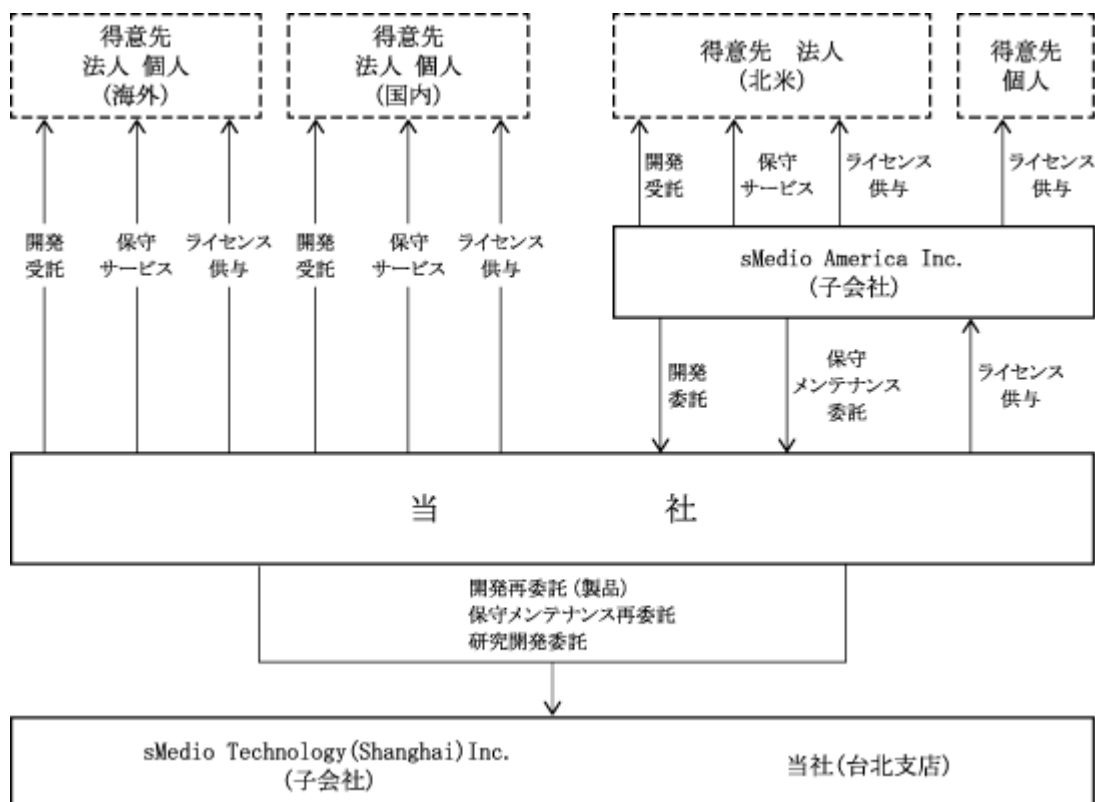 得意先
法人 個人
(海外)
得意先
法人 個人
(国内)
得意先 法人
(北米)
得意先
個人
開発
受託
保守
サービス
ライセンス
供与
開発
受託
保守
サービス
ライセンス
供与
開発
受託
保守
サービス
ライセンス
供与
ライセンス
供与
sMedio America Inc.
(子会社)
開発
委託
保守
メンテナンス
委託
ライセンス
供与
当 社
開発再委託(製品)
保守メンテナンス再委託
研究開発委託
sMedio Technology(Shanghai)Inc.
(子会社)
当社(台北支店)